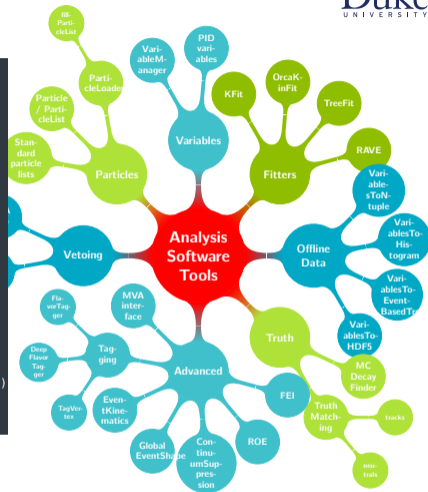 Duke
UNIVERSITY
fill-
Parti-
cleList
Parti-
cleLoader
Particle
/ Parti-
cleList
Stan-
dard
particle
lists
Particles
Vari-
ableM-
anager
PID
vari-
ables
Variables
KFit
OrcaK-
inFit
TreeFit
RAVE
Fitters
Analysis
Software
Tools
Vari-
able-
sToN-
tuple
Vari-
ablesTo-
His-
togram
Vari-
ablesTo-
Event-
BasedTr
Vari-
ablesTo-
HDF5
Offline
Data
A
Vetoing
Truth
MC
Decay
Finder
Truth
Match-
ing
tracks
neu-
trals
Advanced
MVA
inter-
face
Tag-
ging
Fla-
vorTag-
ger
Deep
Flavor
Tag-
ger
TagVer-
tex
EventKine-
matics
Global
EventShape
Con-
tinu-
umSup-
pres-
sion
ROE
FEI
)